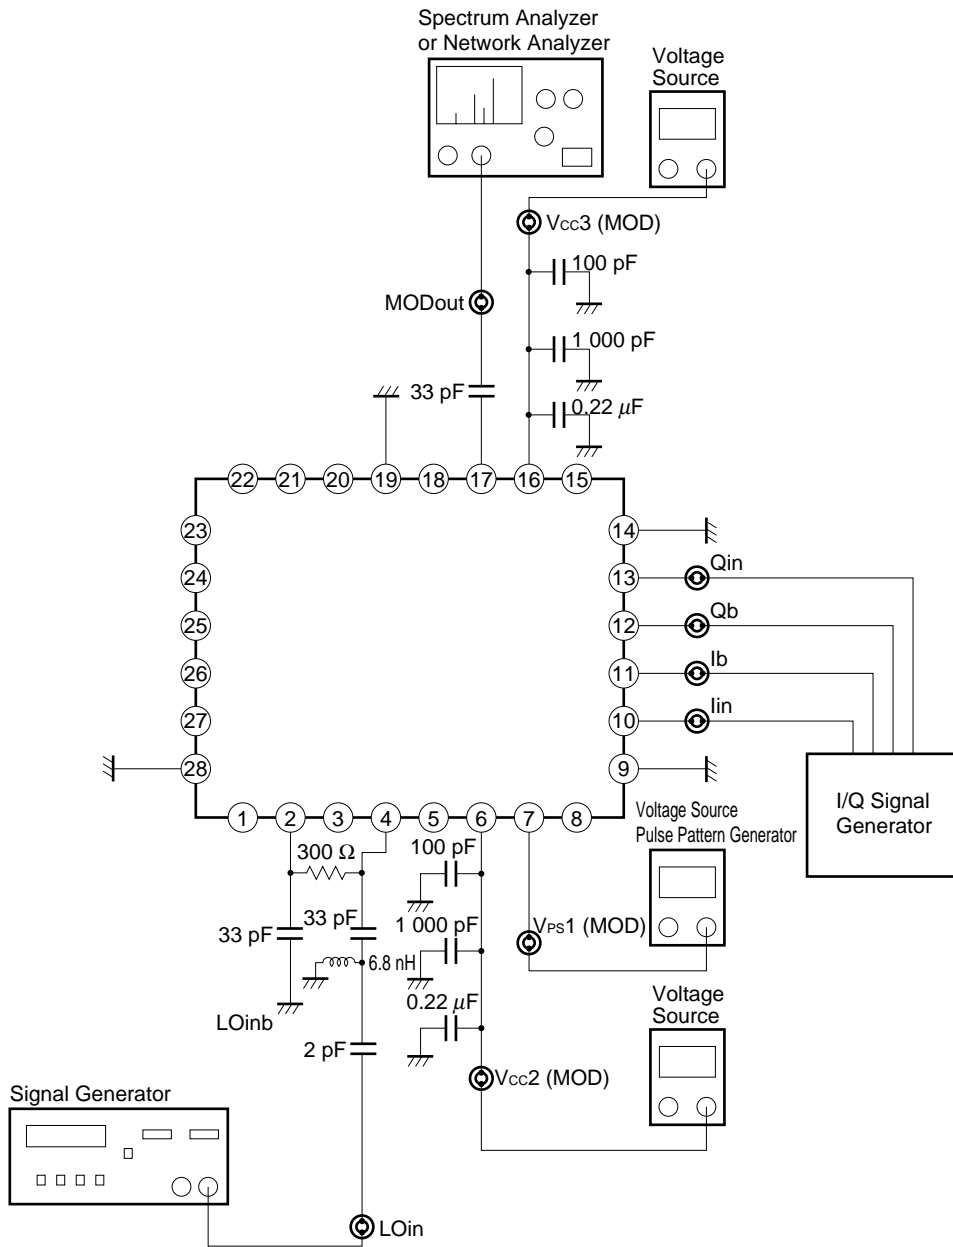 Spectrum Analyzer
or Network Analyzer
Voltage
Source
VCC3 (MOD)
100 pF
MODout
1 000 pF
33 pF
0.22 μF
22 21 20 19 18 17 16 15
23
14
Qin
24
13
Qb
25
12
Ib
26
11
Iin
27
10
28
9
1 2 3 4 5 6 7 8
I/Q Signal
Generator
Voltage Source
Pulse Pattern Generator
300 Ω
100 pF
33 pF
33 pF
1 000 pF
VPS1 (MOD)
6.8 nH
LOinb
0.22 μF
Voltage
Source
2 pF
VCC2 (MOD)
Signal Generator
LOin